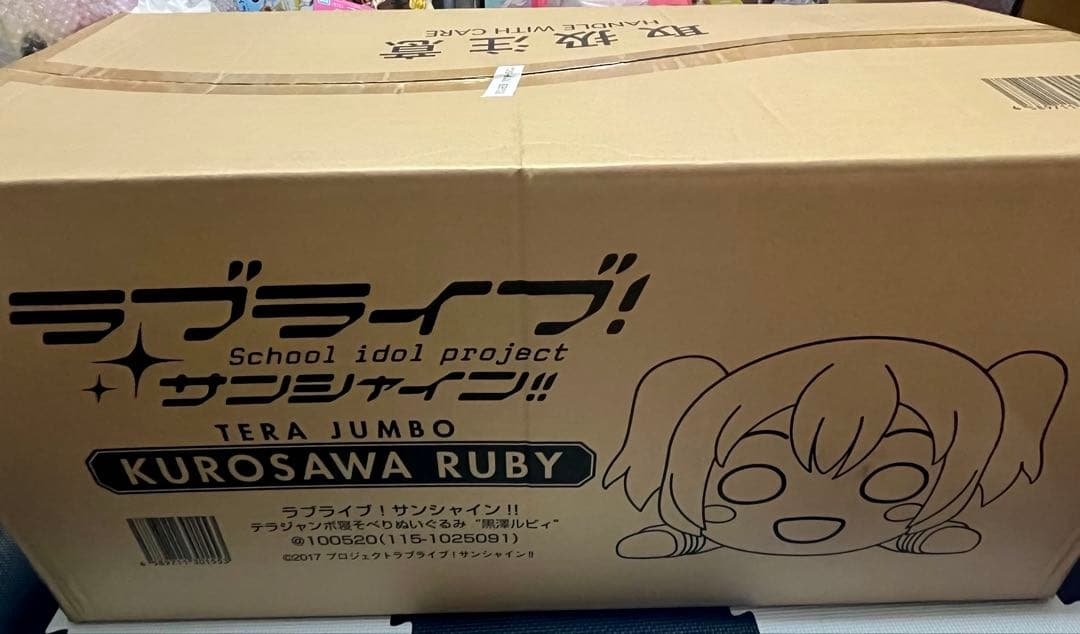 取扱注意
HANDLE WITH CARE
ラブライブ!
School idol project
サンシャイン!!
TERA JUMBO
KUROSAWA RUBY
ラブライブ!サンシャイン!!
テラジャンボ寝そべりぬいぐるみ "黒澤ルビィ"
@100520(115-1025091)
©2017 プロジェクトラブライブ!サンシャイン!!